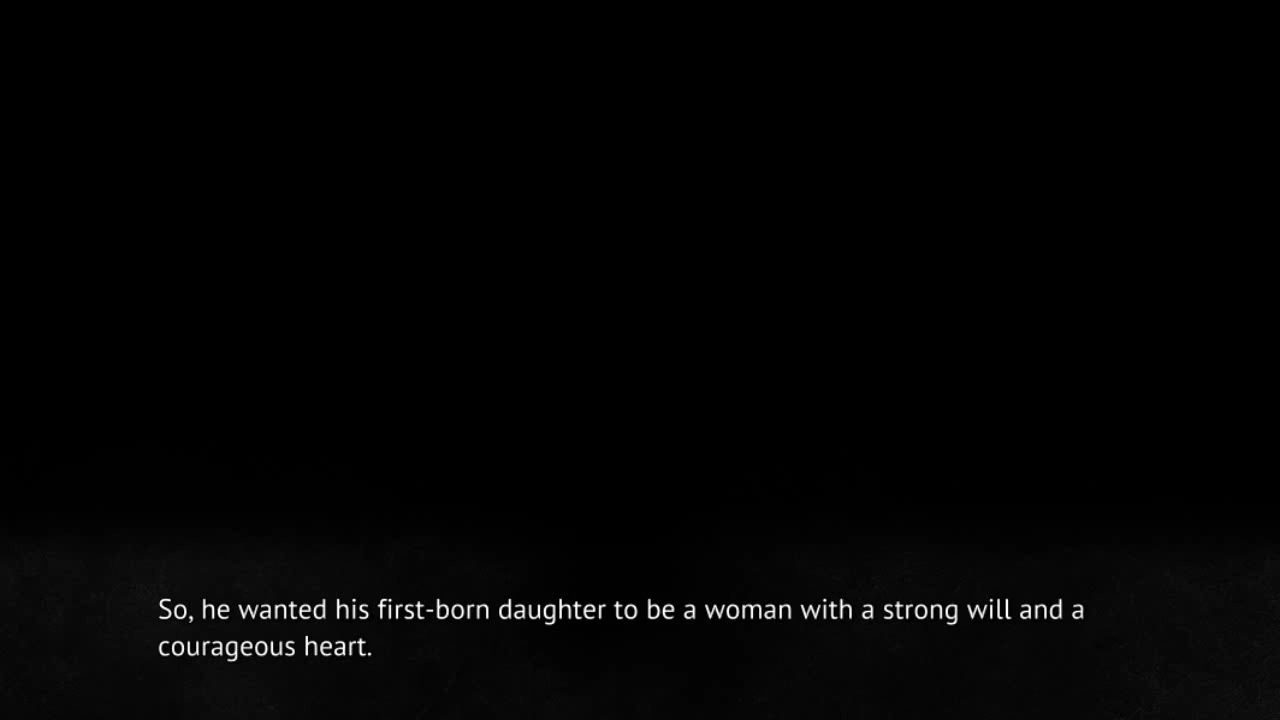 So, he wanted his first-born daughter to be a woman with a strong will and a
courageous heart.